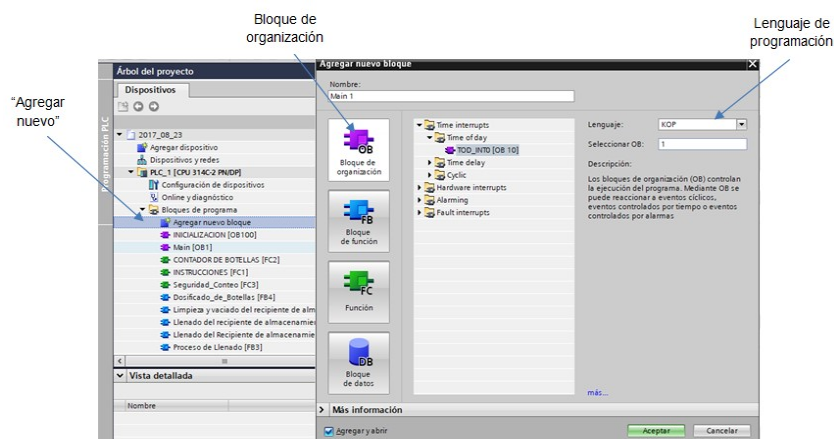 Bloque de
organización
Lenguaje de
programación
“Agregar
nuevo”
Árbol del proyecto
Dispositivos
Programación PLC
2017_08_23
Agregar dispositivo
Dispositivos y redes
PLC_1 [CPU 314C-2 PN/DP]
Configuración de dispositivos
Online y diagnóstico
Bloques de programa
Agregar nuevo bloque
INICIALIZACION [OB100]
Main [OB1]
CONTADOR DE BOTELLAS [FC2]
INSTRUCCIONES [FC1]
Seguridad_Conteo [FC3]
Dosificado_de_Botellas [FB4]
Limpieza y vaciado del recipiente de alm
Llenado del recipiente de almacenamie
Llenado del Recipiente de almacenamie
Proceso de Llenado [FB3]
Vista detallada
Nombre
Agregar nuevo bloque
Nombre:
Main 1
OB
Bloque de
organización
FB
Bloque
de función
FC
Función
DB
Bloque
de datos
Time interrupts
Time of day
TOD_INT0 [OB 10]
Time delay
Cyclic
Hardware interrupts
Alarming
Fault interrupts
Lenguaje:
KOP
Seleccionar OB:
1
Descripción:
Los bloques de organización (OB) controlan
la ejecución del programa. Mediante OB se
puede reaccionar a eventos cíclicos,
eventos controlados por tiempo o eventos
controlados por alarmas
más...
Más información
Agregar y abrir
Aceptar
Cancelar